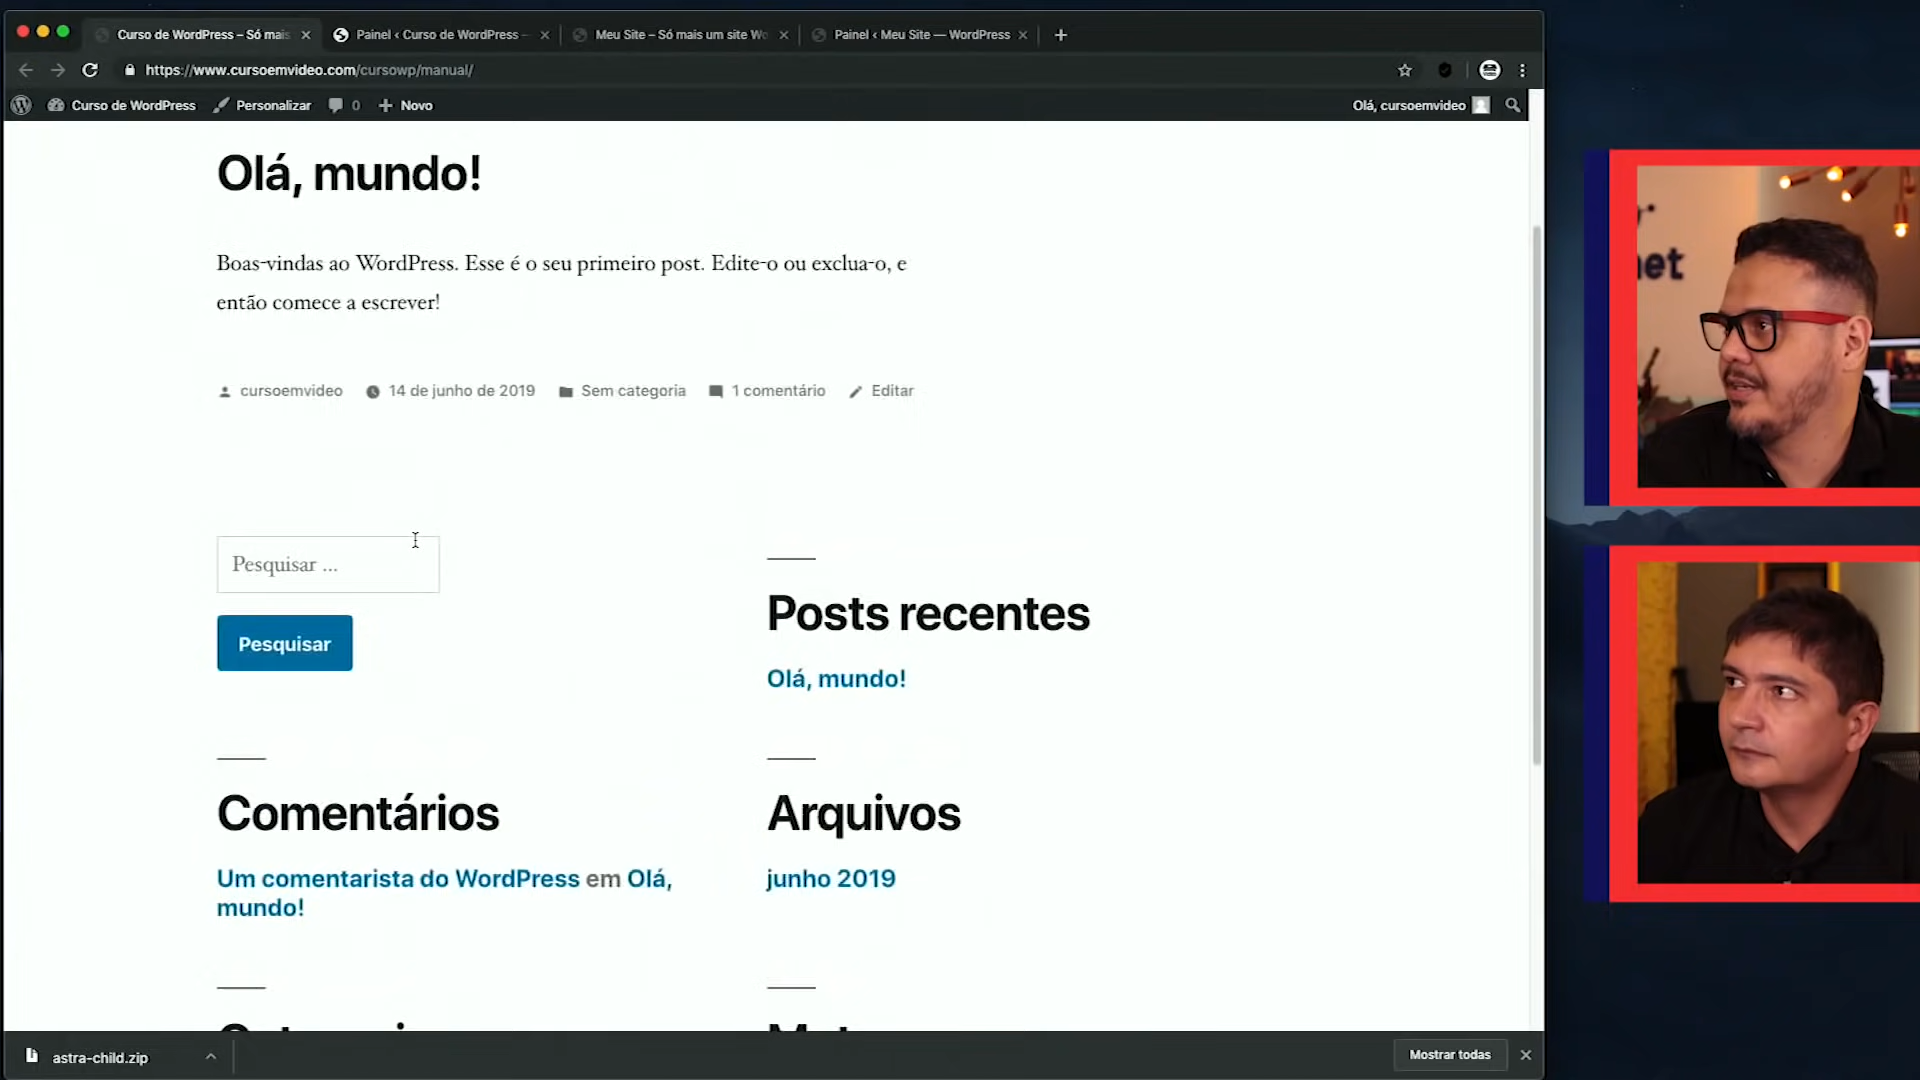 Curso de WordPress – Só mais
Painel ‹ Curso de WordPress –
Meu Site – Só mais um site Wo
Painel ‹ Meu Site — WordPress
https://www.cursoemvideo.com/cursowp/manual/
Curso de WordPress
Personalizar
0
Novo
Olá, cursoemvideo
Olá, mundo!
Boas-vindas ao WordPress. Esse é o seu primeiro post. Edite-o ou exclua-o, e
então comece a escrever!
cursoemvideo
14 de junho de 2019
Sem categoria
1 comentário
Editar
Pesquisar ...
Pesquisar
Posts recentes
Olá, mundo!
Comentários
Um comentarista do WordPress em Olá,
mundo!
Arquivos
junho 2019
astra-child.zip
Mostrar todas
net